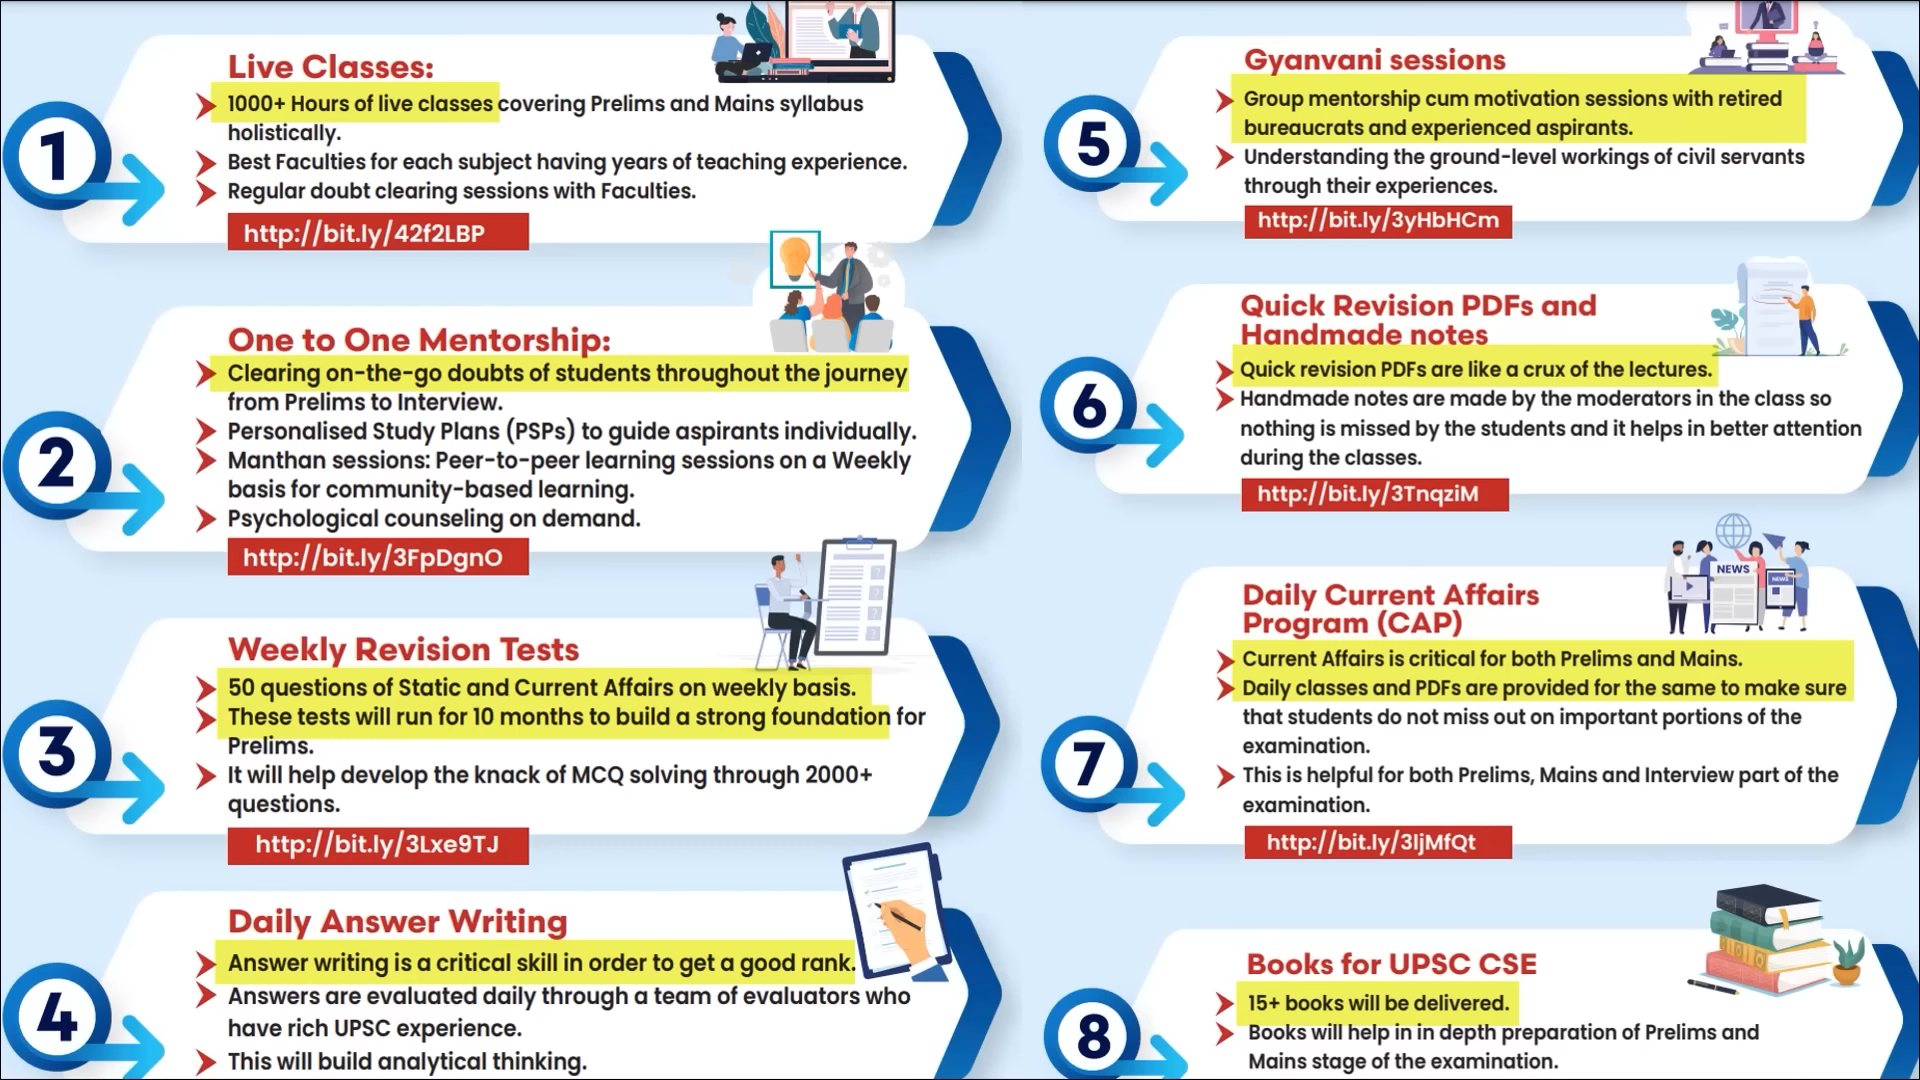 Live Classes:
1000+ Hours of live classes covering Prelims and Mains syllabus
holistically.
Best Faculties for each subject having years of teaching experience.
Regular doubt clearing sessions with Faculties.
http://bit.ly/42f2LBP
1
One to One Mentorship:
Clearing on-the-go doubts of students throughout the journey
from Prelims to Interview.
Personalised Study Plans (PSPs) to guide aspirants individually.
Manthan sessions: Peer-to-peer learning sessions on a Weekly
basis for community-based learning.
Psychological counseling on demand.
http://bit.ly/3FpDgnO
2
Weekly Revision Tests
50 questions of Static and Current Affairs on weekly basis.
These tests will run for 10 months to build a strong foundation for
Prelims.
It will help develop the knack of MCQ solving through 2000+
questions.
http://bit.ly/3Lxe9TJ
3
Daily Answer Writing
Answer writing is a critical skill in order to get a good rank.
Answers are evaluated daily through a team of evaluators who
have rich UPSC experience.
This will build analytical thinking.
4
Gyanvani sessions
Group mentorship cum motivation sessions with retired
bureaucrats and experienced aspirants.
Understanding the ground-level workings of civil servants
through their experiences.
http://bit.ly/3yHbHCm
5
Quick Revision PDFs and
Handmade notes
Quick revision PDFs are like a crux of the lectures.
Handmade notes are made by the moderators in the class so
nothing is missed by the students and it helps in better attention
during the classes.
http://bit.ly/3TnqziM
6
NEWS
NEWS
Daily Current Affairs
Program (CAP)
Current Affairs is critical for both Prelims and Mains.
Daily classes and PDFs are provided for the same to make sure
that students do not miss out on important portions of the
examination.
This is helpful for both Prelims, Mains and Interview part of the
examination.
http://bit.ly/3ljMfQt
7
Books for UPSC CSE
15+ books will be delivered.
Books will help in in depth preparation of Prelims and
Mains stage of the examination.
8